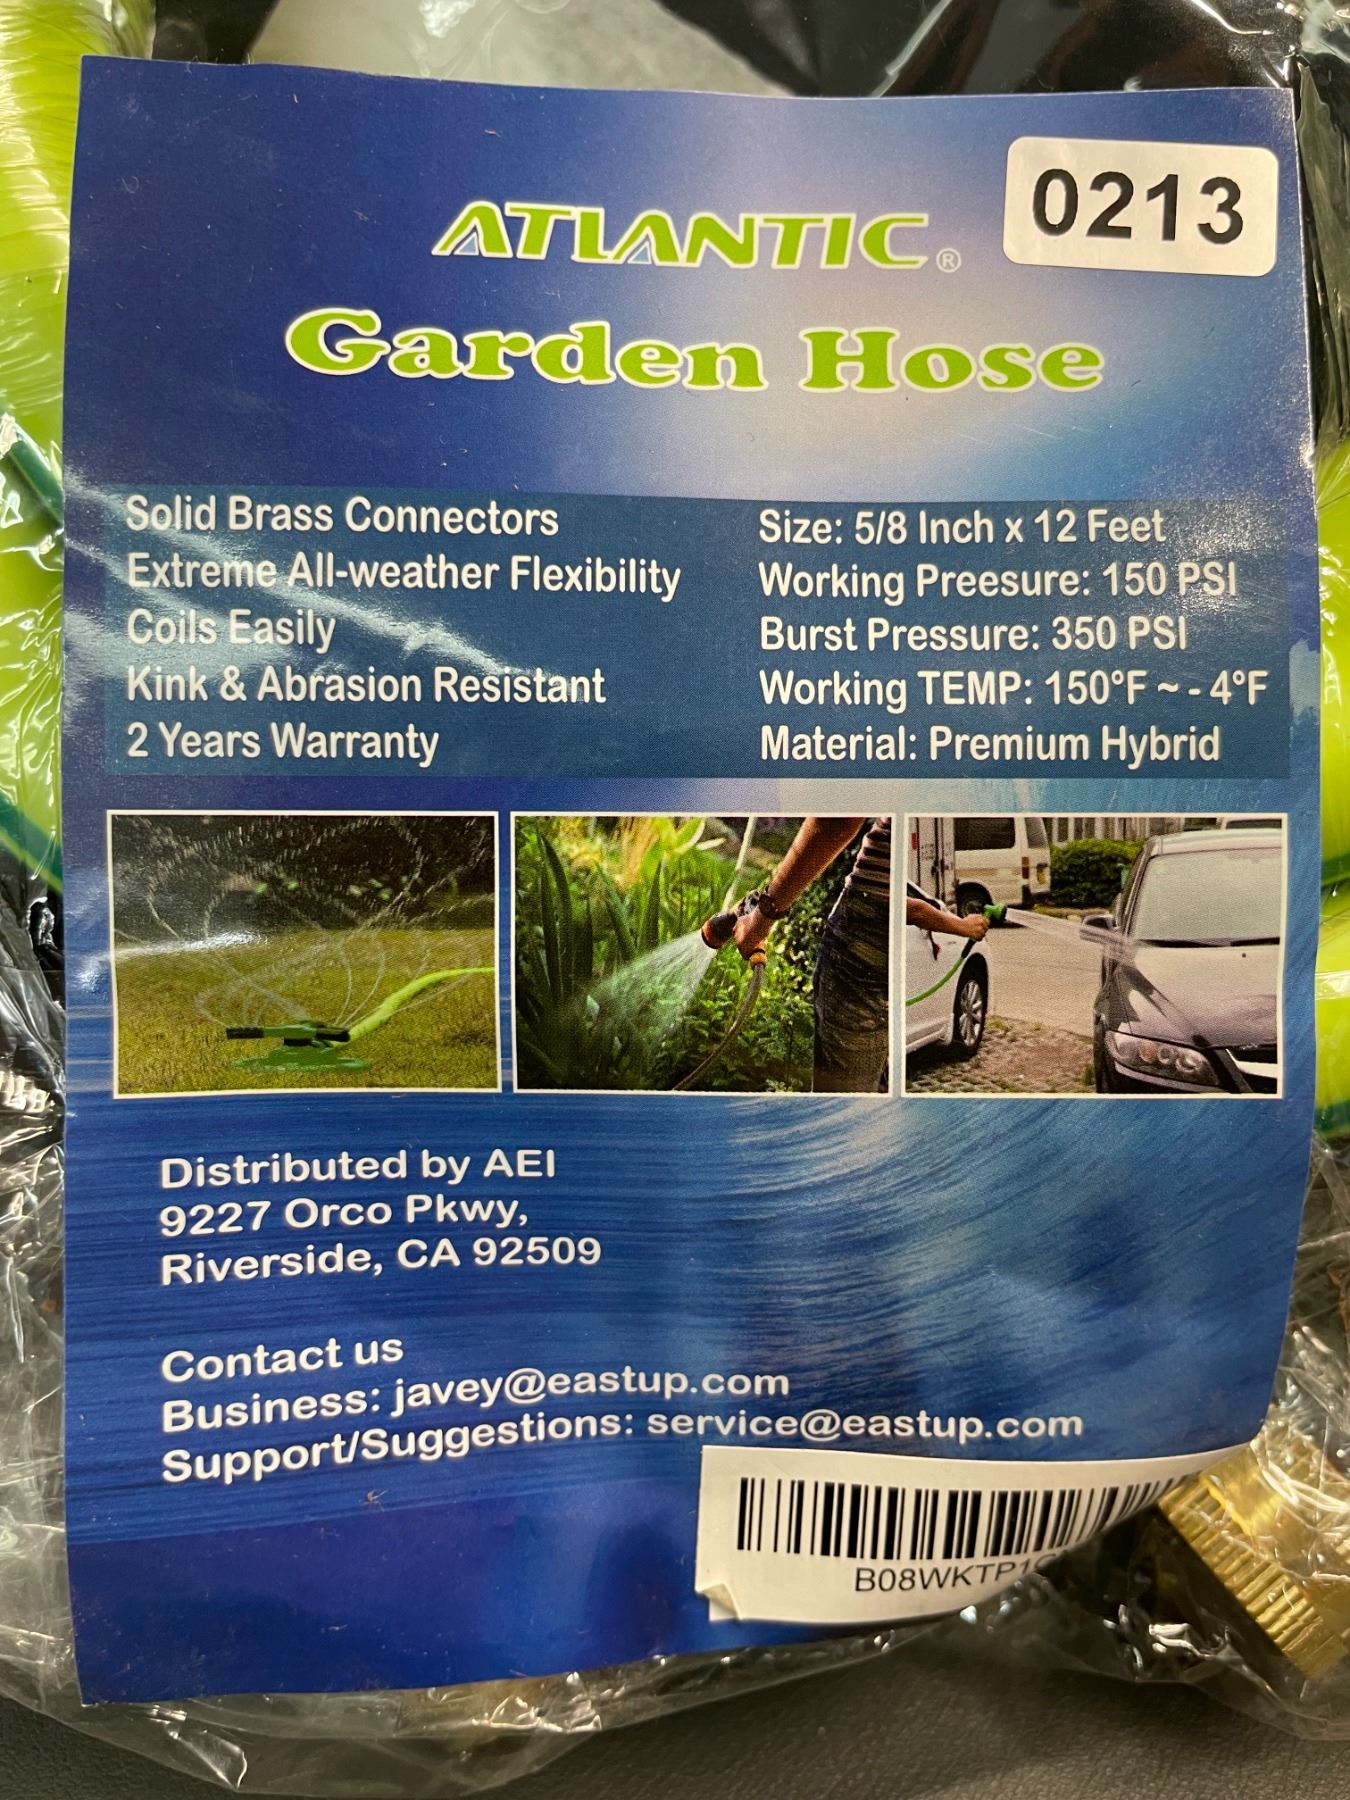 ATLANTIC®
0213
Garden Hose
Solid Brass Connectors
Extreme All-weather Flexibility
Coils Easily
Kink & Abrasion Resistant
2 Years Warranty
Size: 5/8 Inch x 12 Feet
Working Preesure: 150 PSI
Burst Pressure: 350 PSI
Working TEMP: 150°F ~ - 4°F
Material: Premium Hybrid
Distributed by AEI
9227 Orco Pkwy,
Riverside, CA 92509
Contact us
Business: javey@eastup.com
Support/Suggestions: service@eastup.com